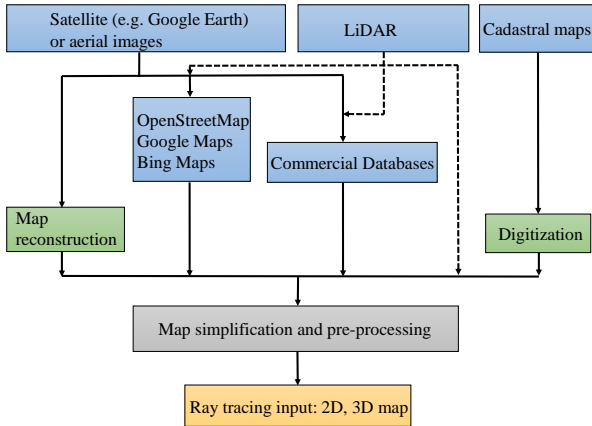 Satellite (e.g. Google Earth)
or aerial images
LiDAR
Cadastral maps
OpenStreetMap
Google Maps
Bing Maps
Commercial Databases
Map
reconstruction
Digitization
Map simplification and pre-processing
Ray tracing input: 2D, 3D map